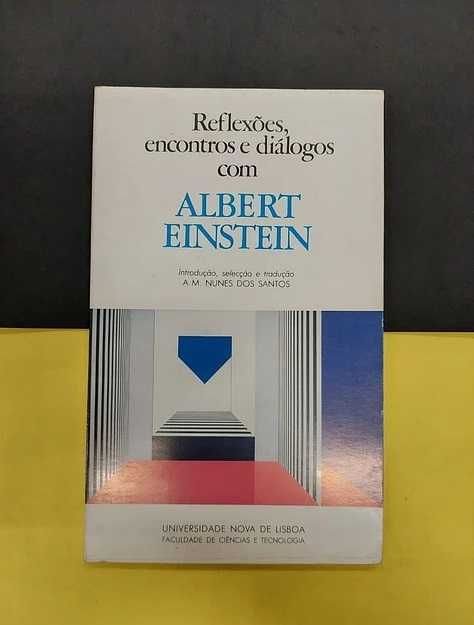 Reflexões,
encontros e diálogos
com
ALBERT
EINSTEIN
Introdução, selecção e tradução
A. M. NUNES DOS SANTOS
UNIVERSIDADE NOVA DE LISBOA
FACULDADE DE CIÊNCIAS E TECNOLOGIA